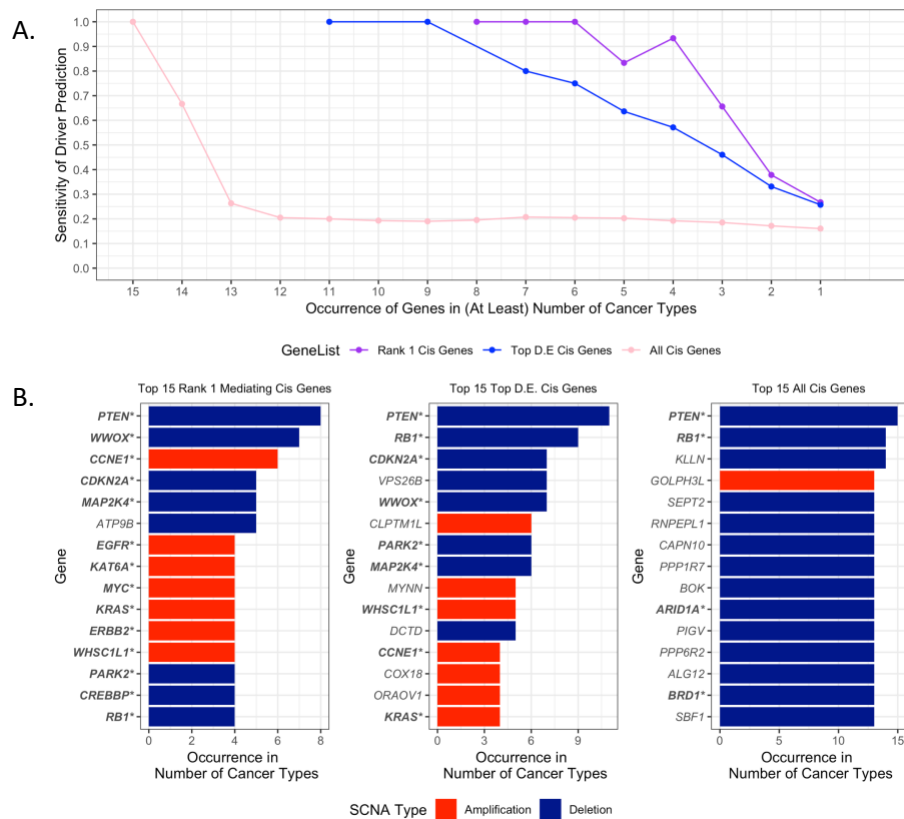 A.
Sensitivity of Driver Prediction
1.0
0.9
0.8
0.7
0.6
0.5
0.4
0.3
0.2
0.1
0.0
15 14 13 12 11 10 9 8 7 6 5 4 3 2 1
Occurrence of Genes in (At Least) Number of Cancer Types
GeneList Rank 1 Cis Genes Top D.E Cis Genes All Cis Genes
B.
Top 15 Rank 1 Mediating Cis Genes
Gene
PTEN*
WWOX*
CCNE1*
CDKN2A*
MAP2K4*
ATP9B
EGFR*
KAT6A*
MYC*
KRAS*
ERBB2*
WHSC1L1*
PARK2*
CREBBP*
RB1*
0 2 4 6 8
Occurrence in
Number of Cancer Types
Top 15 Top D.E. Cis Genes
Gene
PTEN*
RB1*
CDKN2A*
VPS26B
WWOX*
CLPTM1L
PARK2*
MAP2K4*
MYNN
WHSC1L1*
DCTD
CCNE1*
COX18
ORAOV1
KRAS*
0 3 6 9
Occurrence in
Number of Cancer Types
Top 15 All Cis Genes
Gene
PTEN*
RB1*
KLLN
GOLPH3L
SEPT2
RNPEPL1
CAPN10
PPP1R7
BOK
ARID1A*
PIGV
PPP6R2
ALG12
BRD1*
SBF1
0 5 10 15
Occurrence in
Number of Cancer Types
SCNA Type Amplification Deletion